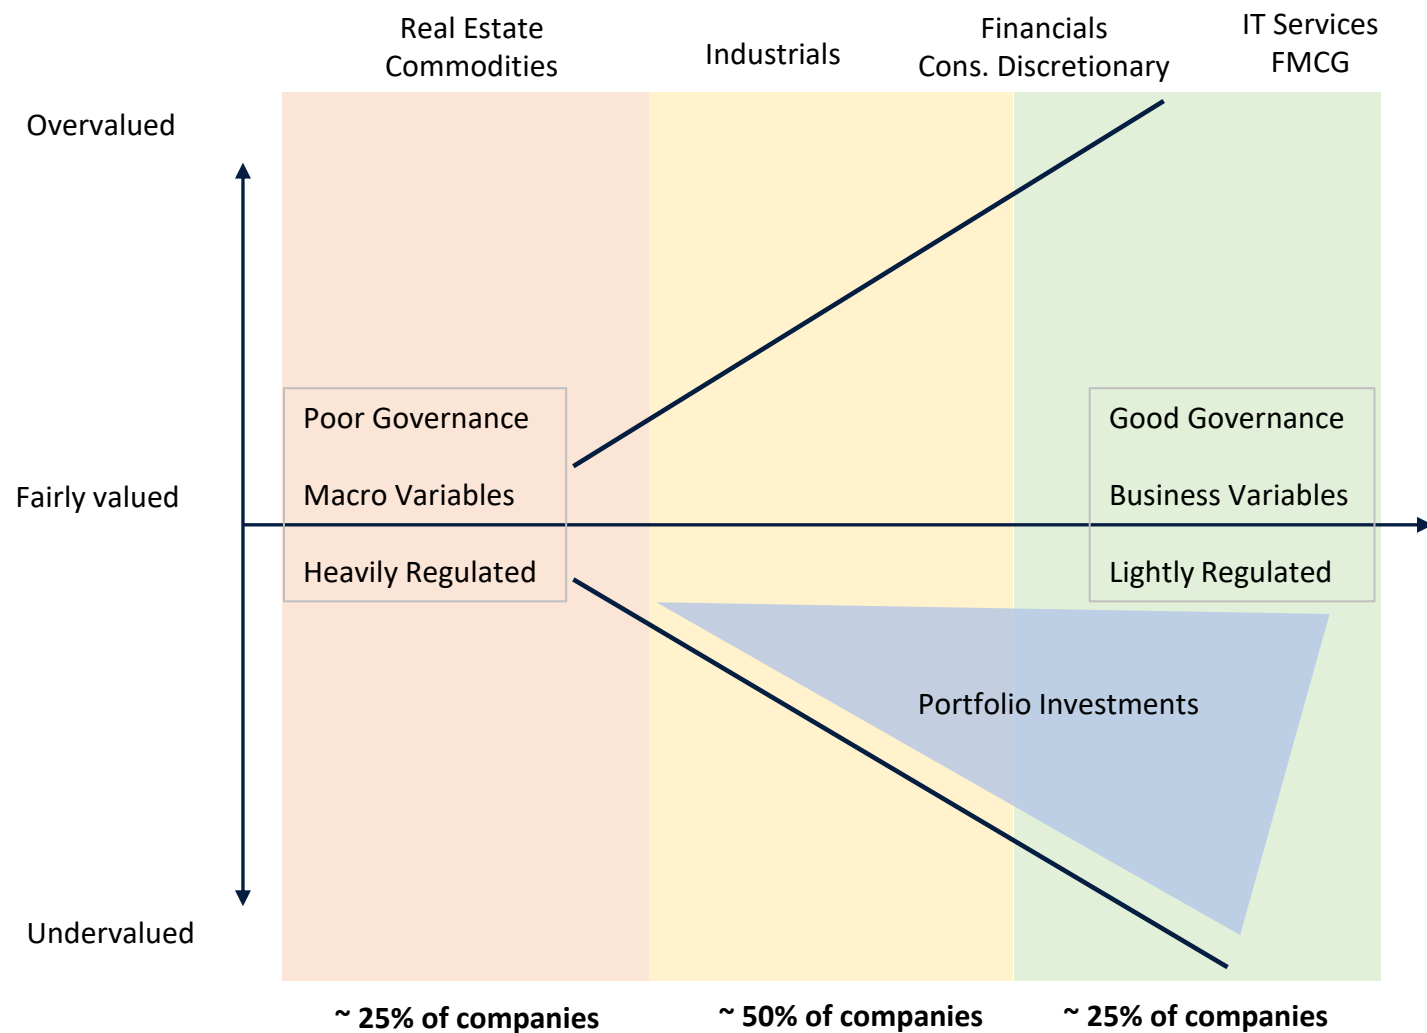 Real Estate
Commodities
Industrials
Financials
Cons. Discretionary
IT Services
FMCG
Overvalued
Poor Governance
Good Governance
Fairly valued
Macro Variables
Business Variables
Heavily Regulated
Lightly Regulated
Portfolio Investments
Undervalued
~ 25% of companies
~ 50% of companies
~ 25% of companies